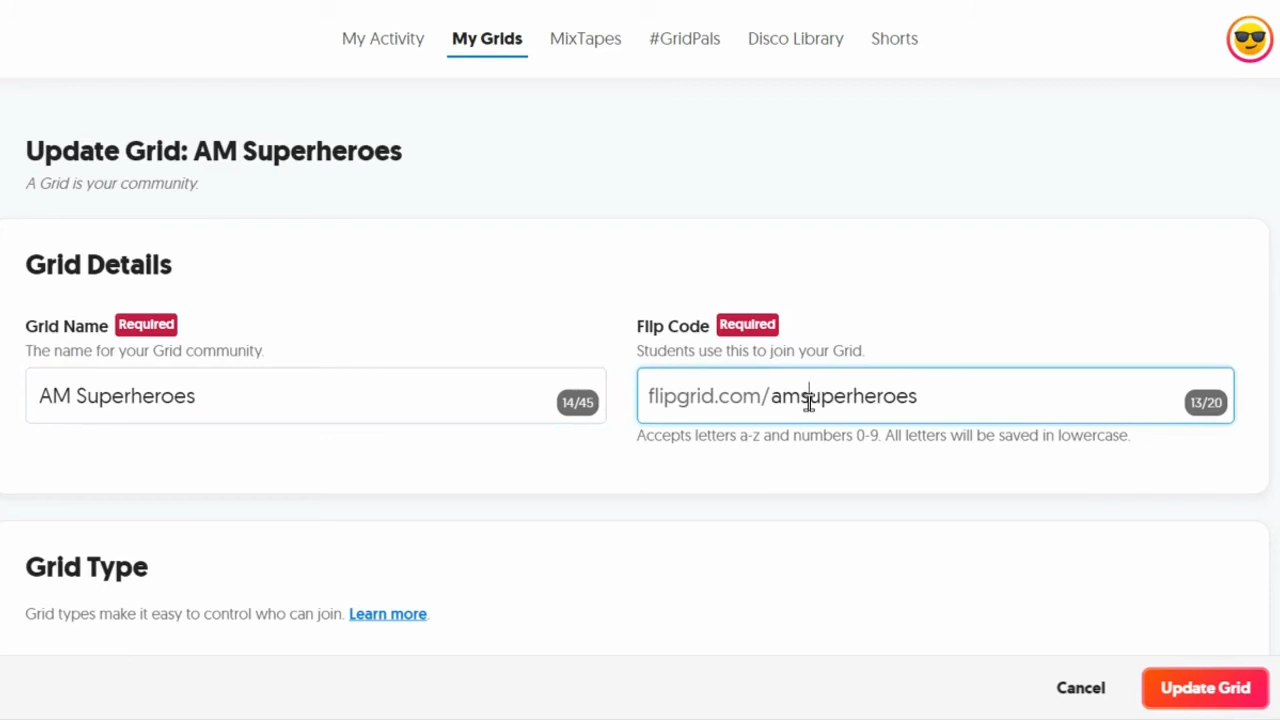 My Activity My Grids MixTapes #GridPals Disco Library Shorts
Update Grid: AM Superheroes
A Grid is your community.
Grid Details
Grid Name Required
The name for your Grid community.
AM Superheroes 14/45
Flip Code Required
Students use this to join your Grid.
flipgrid.com/amsuperheroes 13/20
Accepts letters a-z and numbers 0-9. All letters will be saved in lowercase.
Grid Type
Grid types make it easy to control who can join. Learn more.
Cancel Update Grid